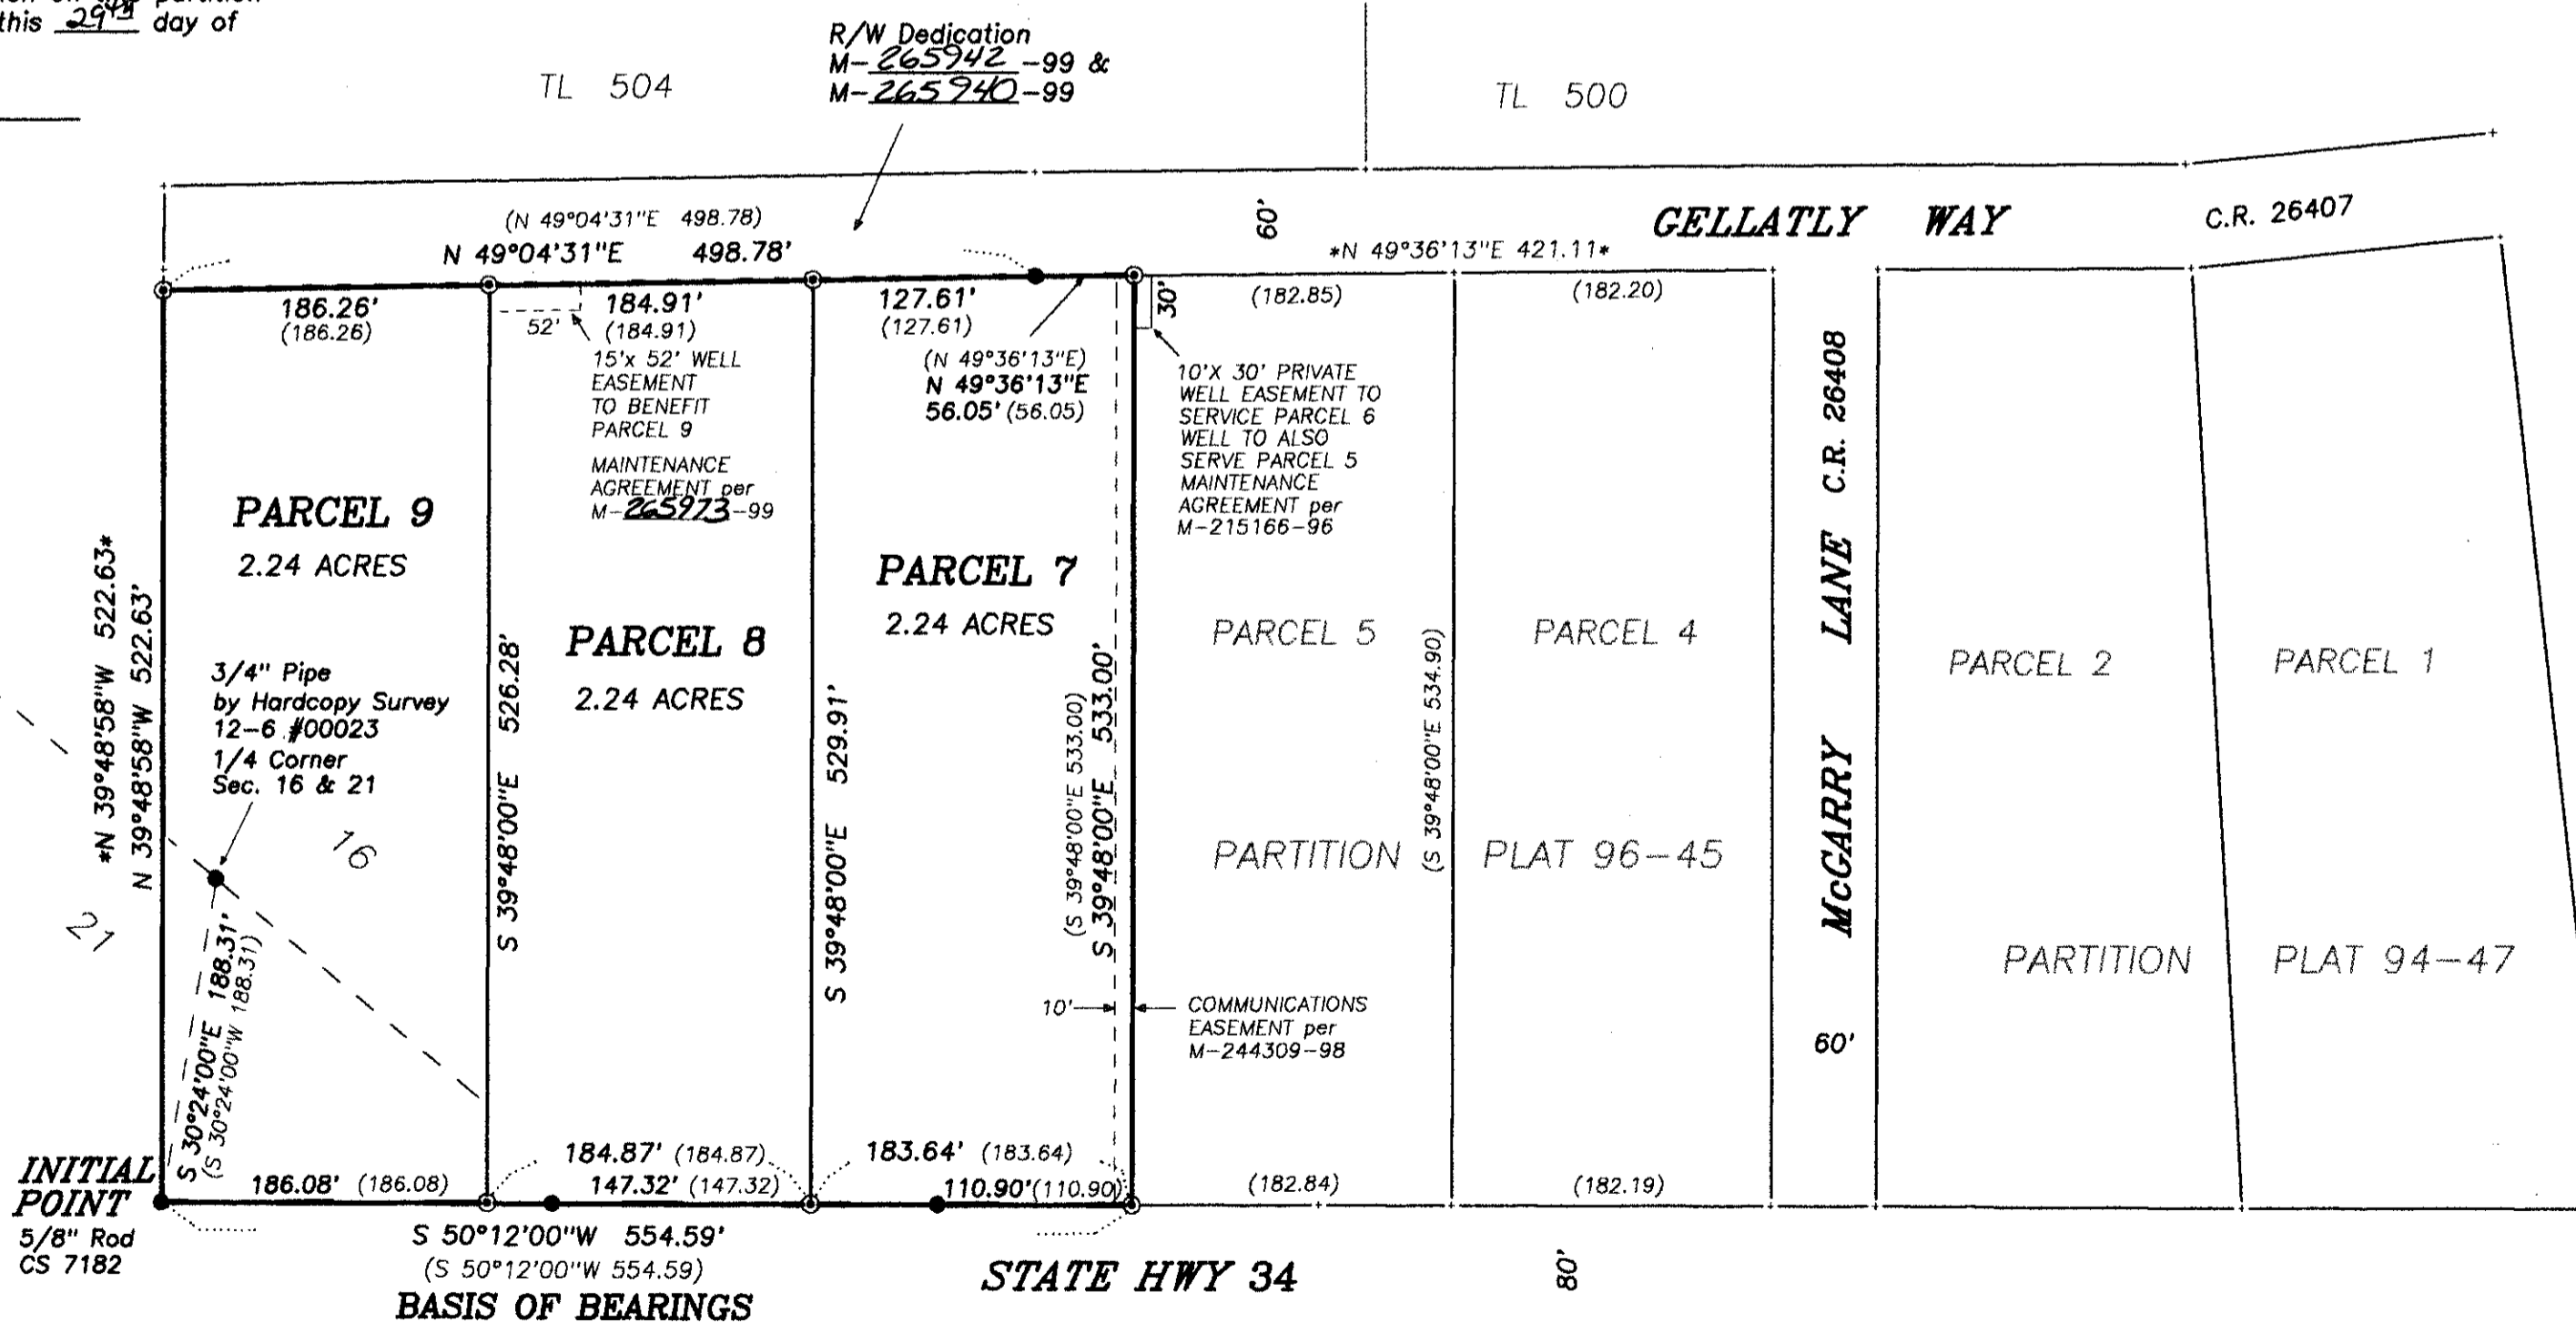 this 29th day of
R/W Dedication
M-265942-99 &
M-265940-99
TL 504
TL 500
(N 49°04'31"E 498.78)
N 49°04'31"E 498.78'
60'
*N 49°36'13"E 421.11*
GELLATLY WAY
C.R. 26407
186.26'
(186.26)
52'
184.91'
(184.91)
127.61'
(127.61)
30'
(182.85)
(182.20)
15'x 52' WELL
EASEMENT
TO BENEFIT
PARCEL 9
MAINTENANCE
AGREEMENT per
M-265973-99
(N 49°36'13"E)
N 49°36'13"E
56.05' (56.05)
10'X 30' PRIVATE
WELL EASEMENT TO
SERVICE PARCEL 6
WELL TO ALSO
SERVE PARCEL 5
MAINTENANCE
AGREEMENT per
M-215166-96
PARCEL 9
2.24 ACRES
PARCEL 8
2.24 ACRES
PARCEL 7
2.24 ACRES
PARCEL 5
PARCEL 4
PARCEL 2
PARCEL 1
McGARRY LANE C.R. 26408
*N 39°48'58"W 522.63*
N 39°48'58"W 522.63'
3/4" Pipe
by Hardcopy Survey
12-6 #00023
1/4 Corner
Sec. 16 & 21
16
21
S 39°48'00"E 526.28'
S 39°48'00"E 529.91'
(S 39°48'00"E 533.00)
S 39°48'00"E 533.00'
(S 39°48'00"E 534.90)
PARTITION PLAT 96-45
PARTITION PLAT 94-47
S 30°24'00"E 188.31'
(S 30°24'00"W 188.31)
10'
COMMUNICATIONS
EASEMENT per
M-244309-98
60'
INITIAL
POINT
5/8" Rod
CS 7182
186.08' (186.08)
184.87' (184.87)
147.32' (147.32)
183.64' (183.64)
110.90' (110.90)
(182.84)
(182.19)
S 50°12'00"W 554.59'
(S 50°12'00"W 554.59)
BASIS OF BEARINGS
STATE HWY 34
80'